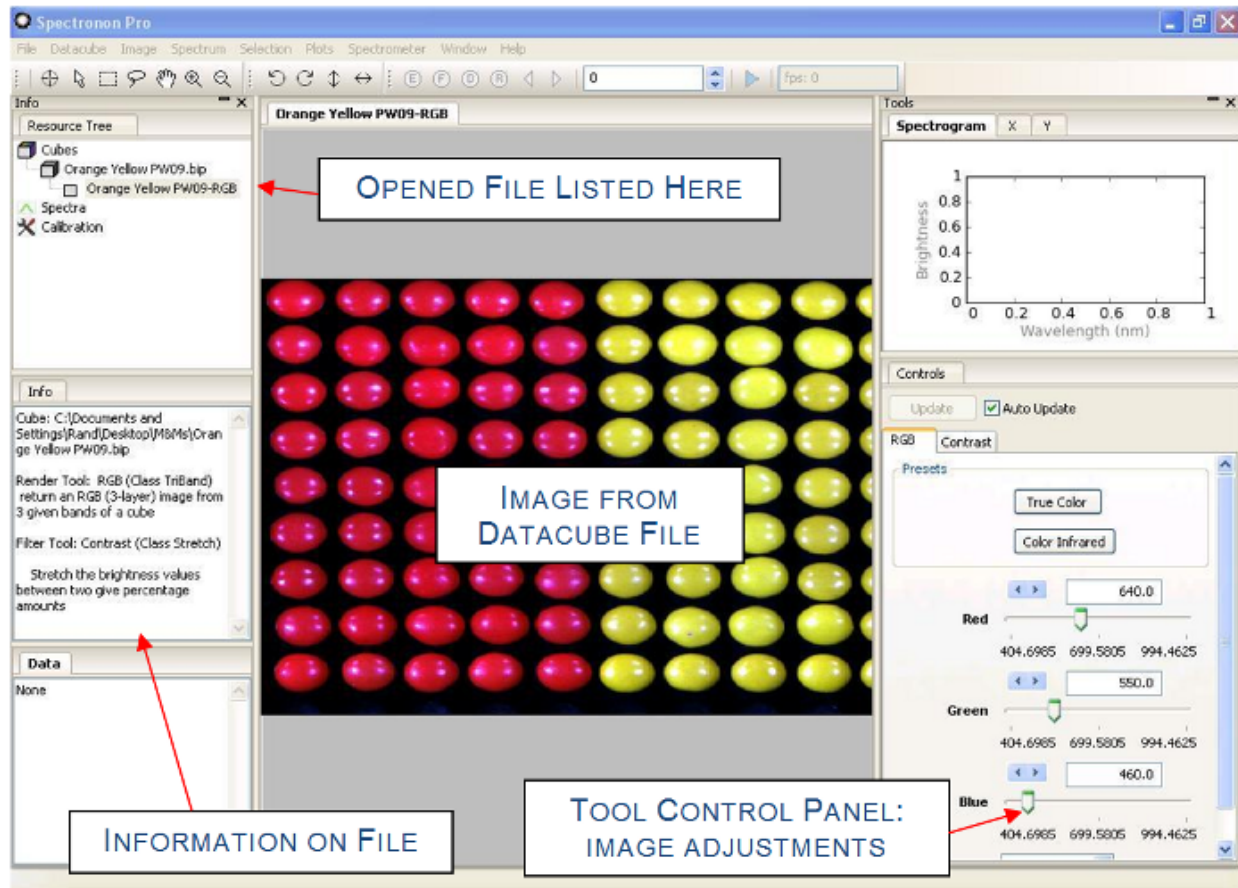 Spectronon Pro
File Datacube Image Spectrum Selection Plots Spectrometer Window Help
E F D R 0 fps: 0
Info
Resource Tree
Cubes
Orange Yellow PW09.bip
Orange Yellow PW09-RGB
Spectra
Calibration
Orange Yellow PW09-RGB
OPENED FILE LISTED HERE
IMAGE FROM
DATACUBE FILE
Info
Cube: C:\Documents and
Settings\Rand\Desktop\M&Ms\Oran
ge Yellow PW09.bip
Render Tool: RGB (Class TriBand)
return an RGB (3-layer) image from
3 given bands of a cube
Filter Tool: Contrast (Class Stretch)
Stretch the brightness values
between two give percentage
amounts
Data
None
INFORMATION ON FILE
Tools
Spectrogram X Y
1
0.8
0.6
0.4
0.2
0
Brightness
0 0.2 0.4 0.6 0.8 1
Wavelength (nm)
Controls
Update Auto Update
RGB Contrast
Presets
True Color
Color Infrared
640.0
Red
404.6985 699.5805 994.4625
550.0
Green
404.6985 699.5805 994.4625
460.0
Blue
404.6985 699.5805 994.4625
TOOL CONTROL PANEL:
IMAGE ADJUSTMENTS